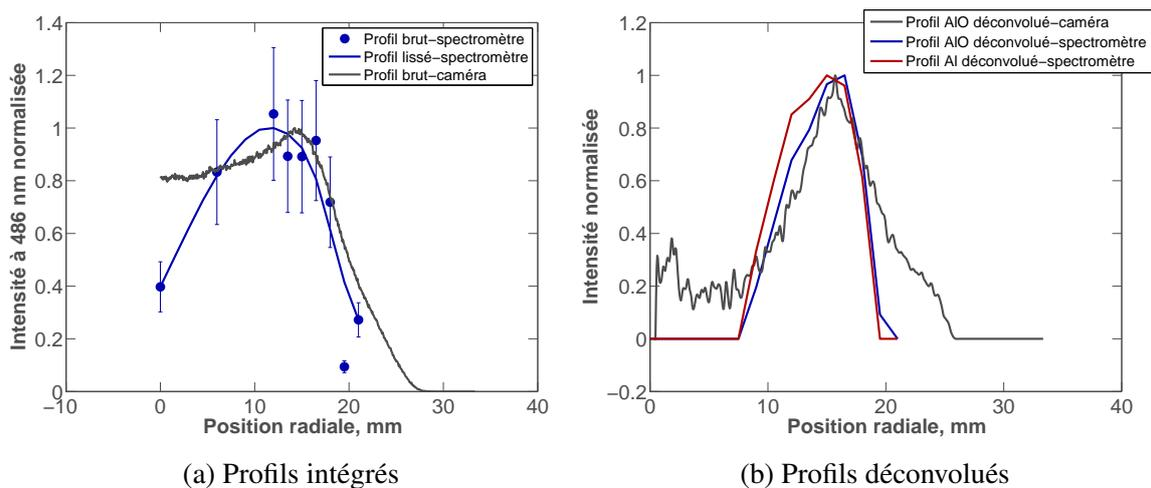 1.4
1.2
1
0.8
0.6
0.4
0.2
0
−10
0
10
20
30
40
Intensité à 486 nm normalisée
Position radiale, mm
Profil brut−spectromètre
Profil lissé−spectromètre
Profil brut−caméra
(a) Profils intégrés
1.2
1
0.8
0.6
0.4
0.2
0
−0.2
0
10
20
30
40
Intensité normalisée
Position radiale, mm
Profil AIO déconvolué−caméra
Profil AIO déconvolué−spectromètre
Profil AI déconvolué−spectromètre
(b) Profils déconvolués